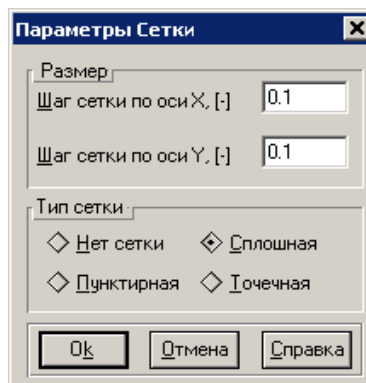 Параметры Сетки
Размер
Шаг сетки по оси X, [-] 0.1
Шаг сетки по оси Y, [-] 0.1
Тип сетки
Нет сетки Сплошная
Пунктирная Точечная
Ok Отмена Справка